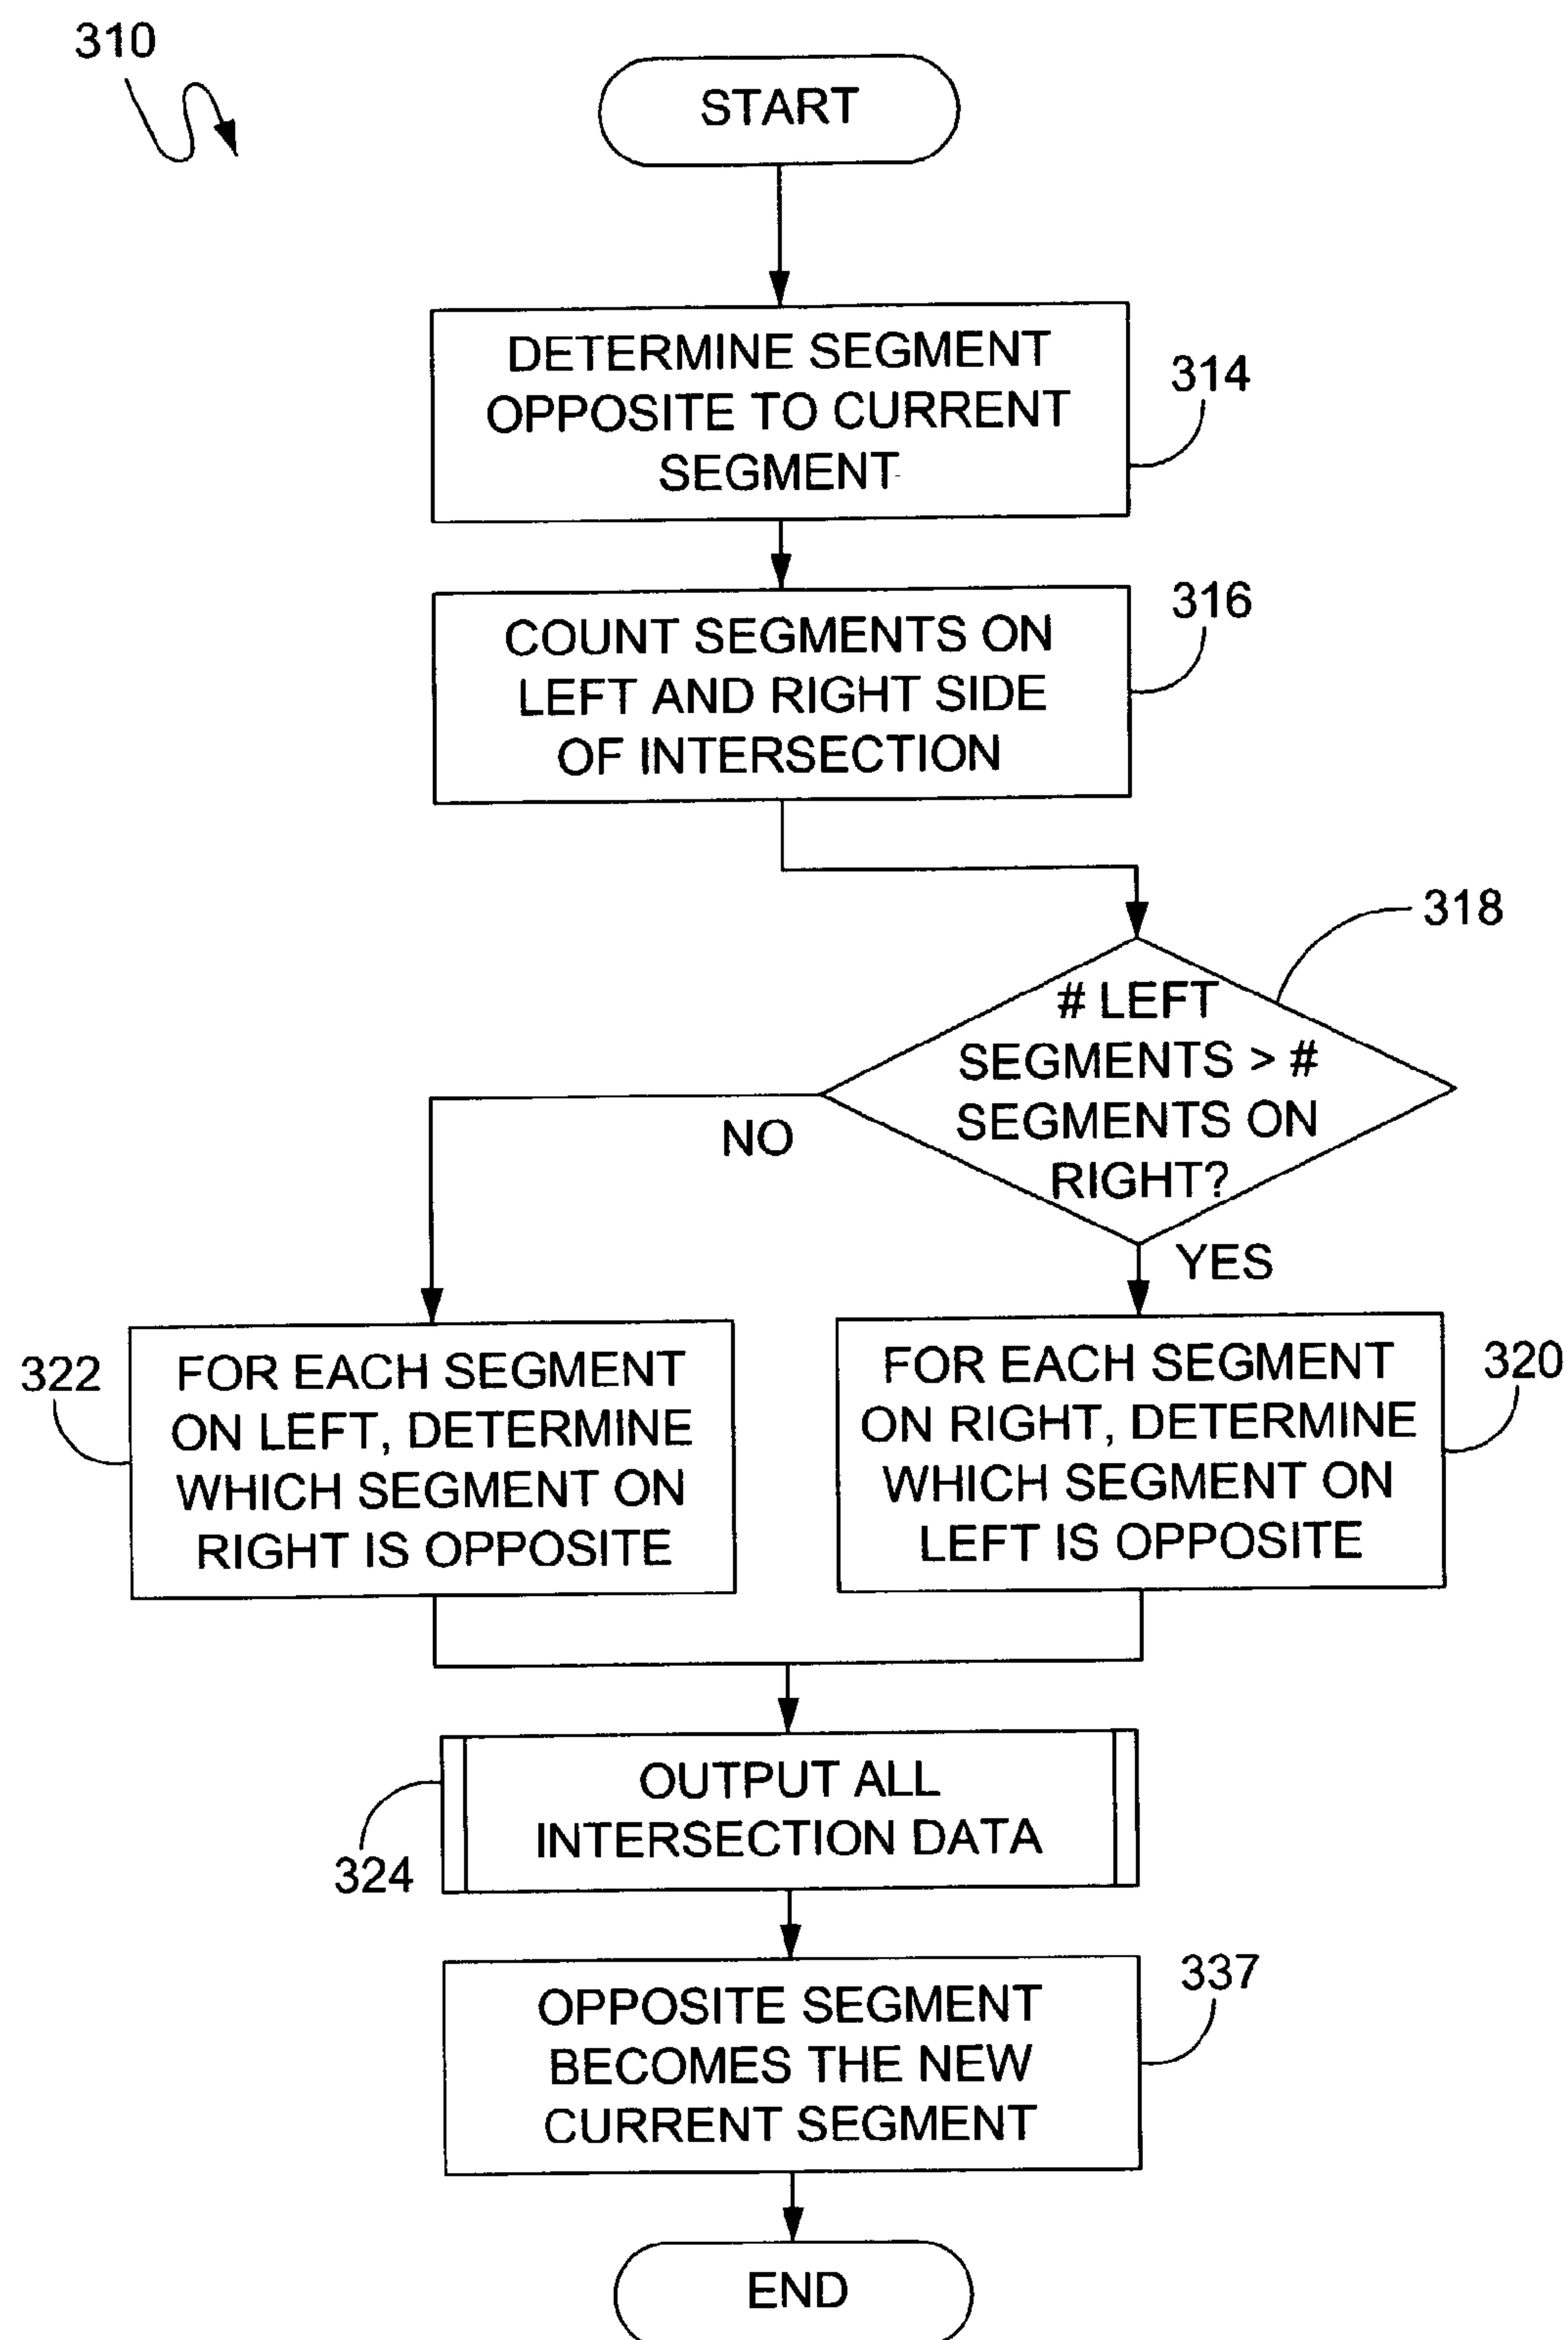 310
START
DETERMINE SEGMENT
OPPOSITE TO CURRENT
SEGMENT
314
COUNT SEGMENTS ON
LEFT AND RIGHT SIDE
OF INTERSECTION
316
# LEFT
SEGMENTS > #
SEGMENTS ON
RIGHT?
318
NO
YES
322
FOR EACH SEGMENT
ON LEFT, DETERMINE
WHICH SEGMENT ON
RIGHT IS OPPOSITE
FOR EACH SEGMENT
ON RIGHT, DETERMINE
WHICH SEGMENT ON
LEFT IS OPPOSITE
320
OUTPUT ALL
INTERSECTION DATA
324
OPPOSITE SEGMENT
BECOMES THE NEW
CURRENT SEGMENT
337
END